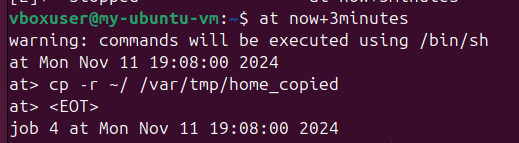 vboxuser@my-ubuntu-vm:~$ at now+3minutes
warning: commands will be executed using /bin/sh
at Mon Nov 11 19:08:00 2024
at> cp -r ~/ /var/tmp/home_copied
at> <EOT>
job 4 at Mon Nov 11 19:08:00 2024